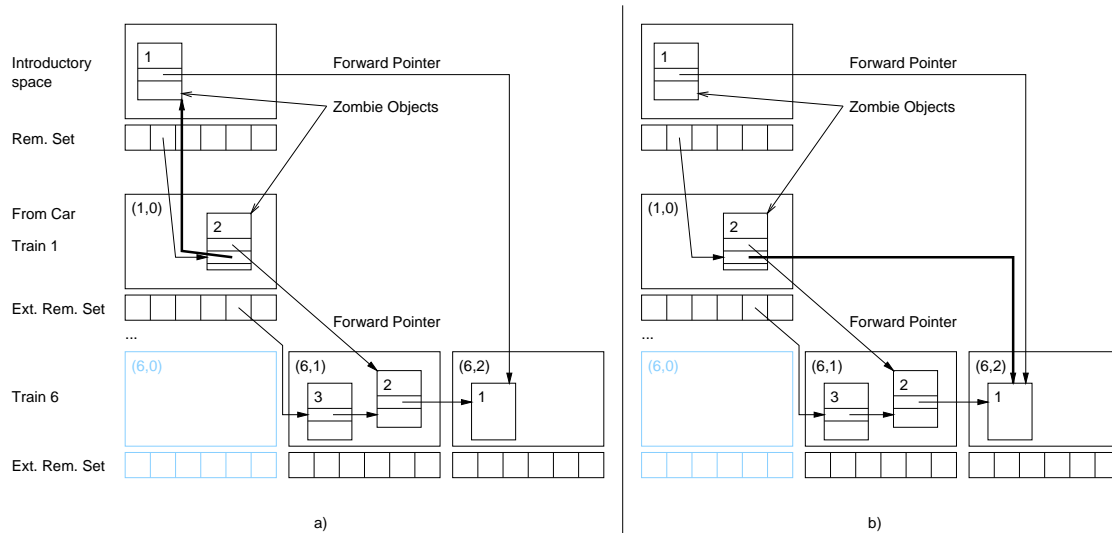 Introductory
space
1
Forward Pointer
Zombie Objects
Rem. Set
From Car
Train 1
(1,0)
2
Ext. Rem. Set
...
Forward Pointer
Train 6
(6,0)
(6,1)
3
2
(6,2)
1
Ext. Rem. Set
a)
1
Forward Pointer
Zombie Objects
(1,0)
2
...
Forward Pointer
(6,0)
(6,1)
3
2
(6,2)
1
b)